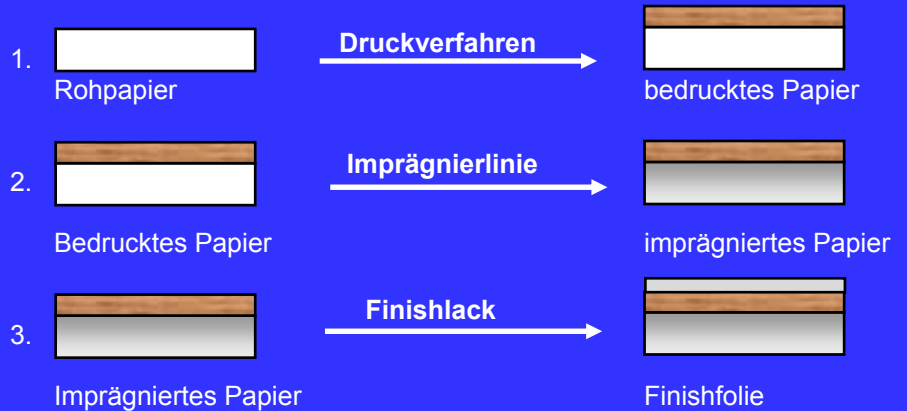 1.
Druckverfahren
Rohpapier
bedrucktes Papier
2.
Imprägnierlinie
Bedrucktes Papier
imprägniertes Papier
3.
Finishlack
Imprägniertes Papier
Finishfolie